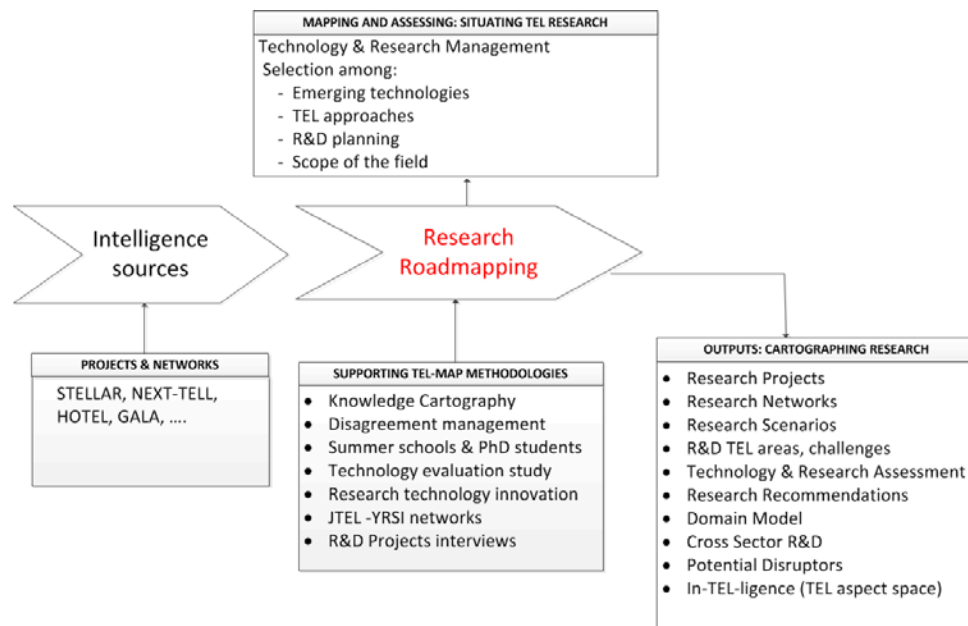 MAPPING AND ASSESSING: SITUATING TEL RESEARCH
Technology & Research Management
Selection among:
- Emerging technologies
- TEL approaches
- R&D planning
- Scope of the field
Intelligence
sources
Research
Roadmapping
PROJECTS & NETWORKS
STELLAR, NEXT-TELL,
HOTEL, GALA, ....
SUPPORTING TEL-MAP METHODOLOGIES
• Knowledge Cartography
• Disagreement management
• Summer schools & PhD students
• Technology evaluation study
• Research technology innovation
• JTEL -YRSI networks
• R&D Projects interviews
OUTPUTS: CARTOGRAPHING RESEARCH
• Research Projects
• Research Networks
• Research Scenarios
• R&D TEL areas, challenges
• Technology & Research Assessment
• Research Recommendations
• Domain Model
• Cross Sector R&D
• Potential Disruptors
• In-TEL-ligence (TEL aspect space)